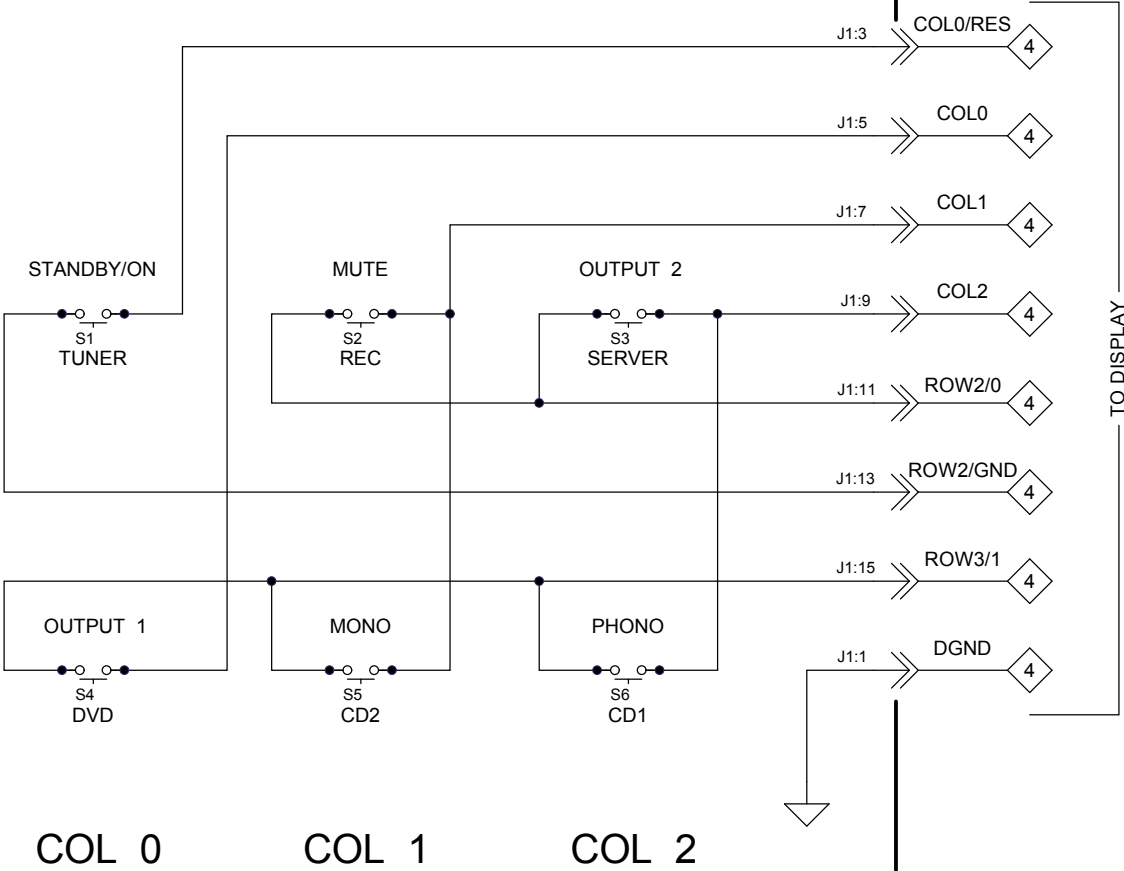 J1:3 COL0/RES 4
J1:5 COL0 4
J1:7 COL1 4
STANDBY/ON MUTE OUTPUT 2
J1:9 COL2 4
S1 S2 S3
TUNER REC SERVER
TO DISPLAY
J1:11 ROW2/0 4
J1:13 ROW2/GND 4
J1:15 ROW3/1 4
OUTPUT 1 MONO PHONO
J1:1 DGND 4
S4 S5 S6
DVD CD2 CD1
COL 0 COL 1 COL 2